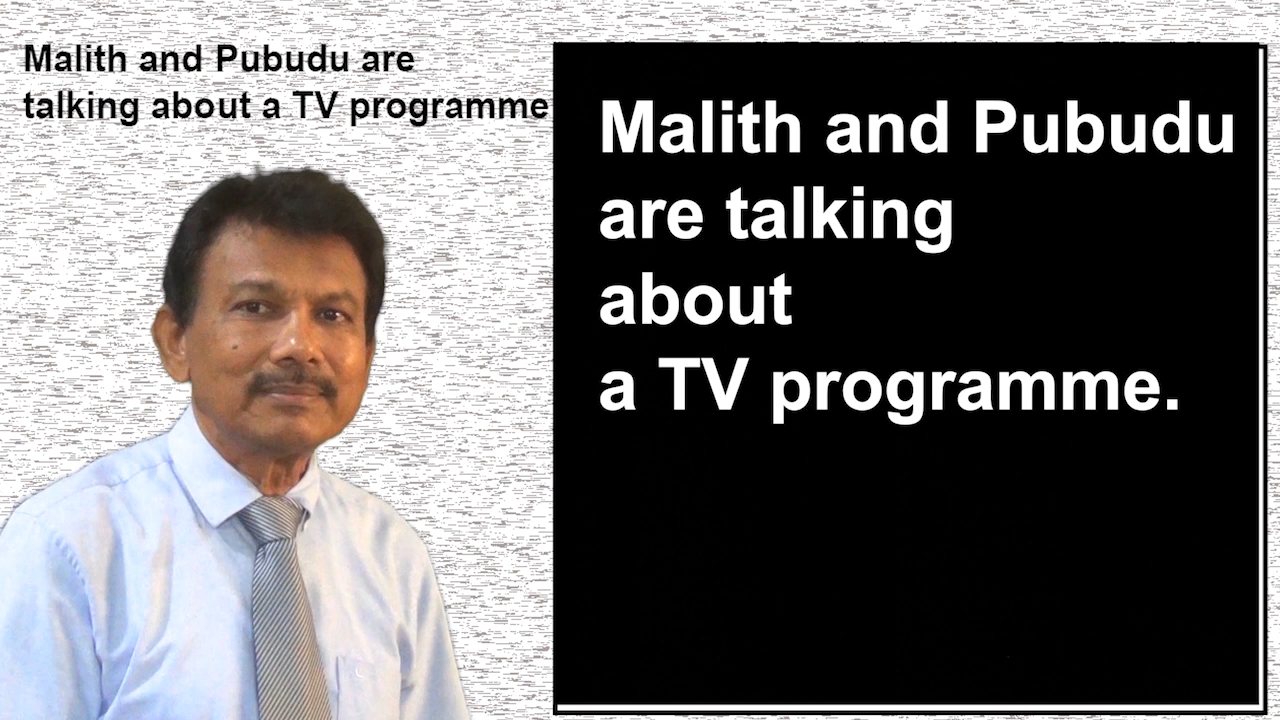 Malith and Pubudu are
talking about a TV programme
Malith and Pubudu
are talking
about
a TV programme.